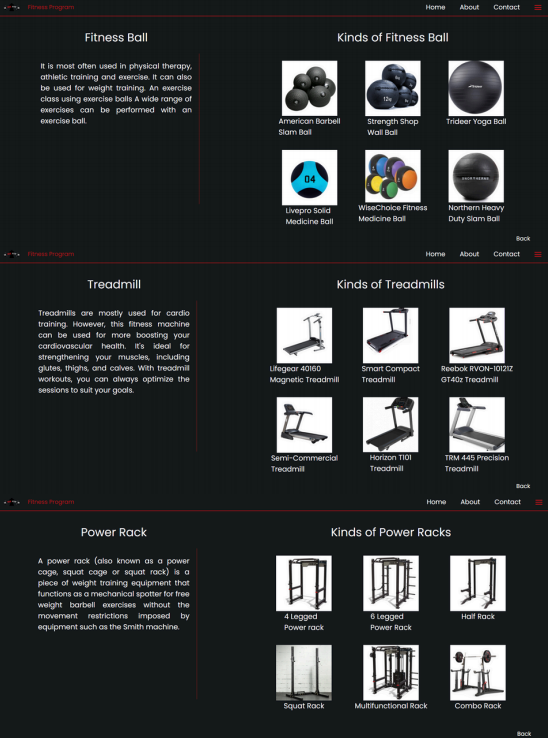 Fitness Program
Home About Contact
Fitness Ball
It is most often used in physical therapy,
athletic training and exercise. It can also
be used for weight training. An exercise
class using exercise balls A wide range of
exercises can be performed with an
exercise ball.
Kinds of Fitness Ball
American Barbell
Slam Ball
Strength Shop
Wall Ball
Trideer Yoga Ball
04
Livepro Solid
Medicine Ball
WiseChoice Fitness
Medicine Ball
Northern Heavy
Duty Slam Ball
Back
Fitness Program
Home About Contact
Treadmill
Treadmills are mostly used for cardio
training. However, this fitness machine
can be used for more boosting your
cardiovascular health. It's ideal for
strengthening your muscles, including
glutes, thighs, and calves. With treadmill
workouts, you can always optimize the
sessions to suit your goals.
Kinds of Treadmills
Lifegear 40160
Magnetic Treadmill
Smart Compact
Treadmill
Reebok RVON-10121Z
GT40z Treadmill
Semi-Commercial
Treadmill
Horizon T101
Treadmill
TRM 445 Precision
Treadmill
Back
Fitness Program
Home About Contact
Power Rack
A power rack (also known as a power
cage, squat cage or squat rack) is a
piece of weight training equipment that
functions as a mechanical spotter for free
weight barbell exercises without the
movement restrictions imposed by
equipment such as the Smith machine.
Kinds of Power Racks
4 Legged
Power rack
6 Legged
Power Rack
Half Rack
Squat Rack
Multifunctional Rack
Combo Rack
Back